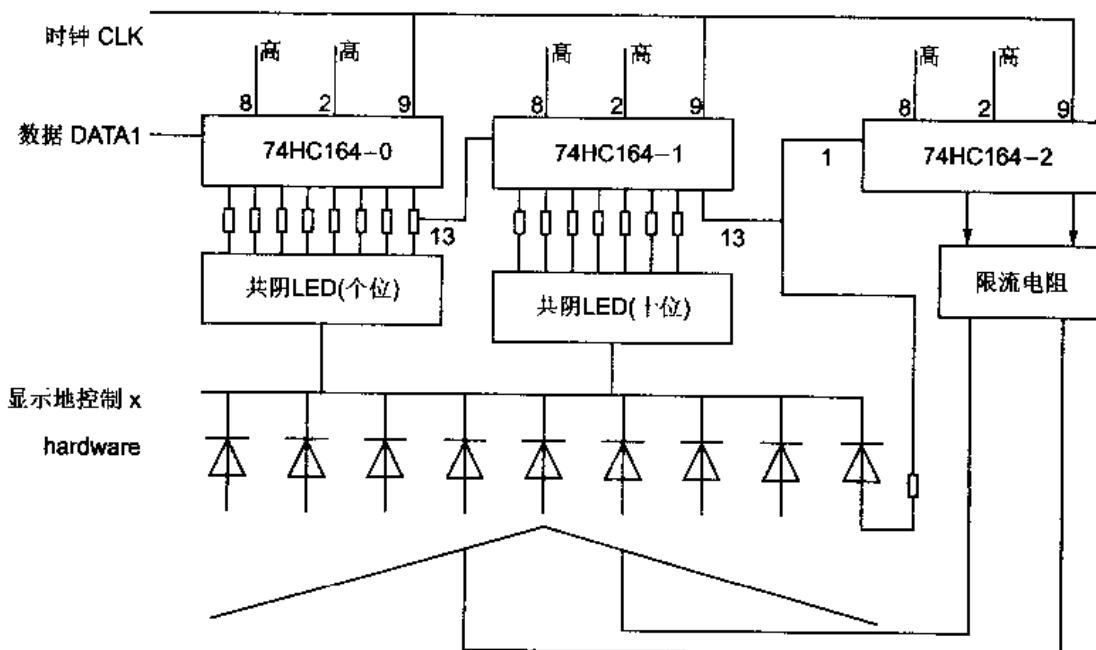 时钟 CLK
高 高 高 高 高 高
8 2 9 8 2 9 8 2 9
数据 DATA1
74HC164-0
74HC164-1
1
74HC164-2
13
13
共阴LED(个位)
共阴LED(十位)
限流电阻
显示地控制 x
hardware